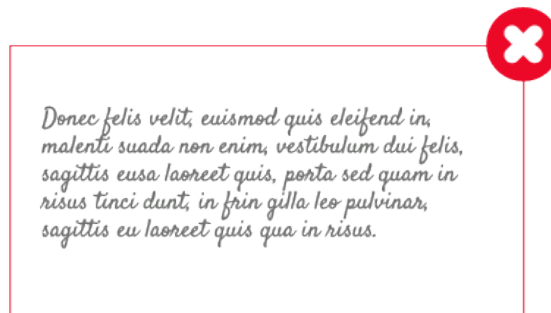 Donec felis velit, euismod quis eleifend in,
malenti suada non enim, vestibulum dui felis,
sagittis eusa laoreet quis, porta sed quam in
risus tinci dunt, in frin gilla leo pulvinar,
sagittis eu laoreet quis qua in risus.